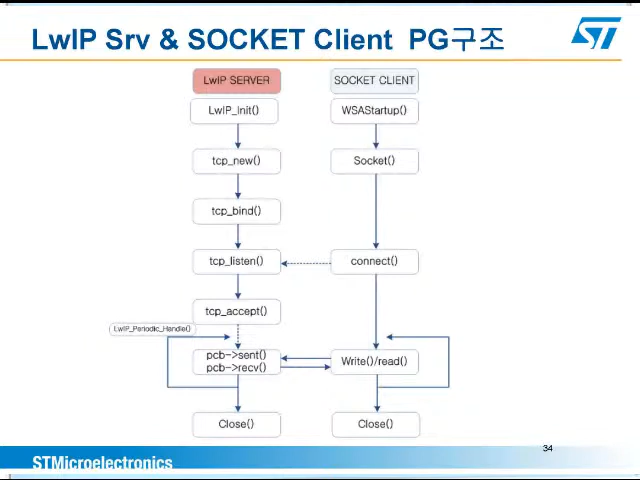 LwIP Srv & SOCKET Client PG구조
ST
LwIP SERVER
SOCKET CLIENT
LwIP_Init()
WSAStartup()
tcp_new()
Socket()
tcp_bind()
tcp_listen()
connect()
tcp_accept()
LwIP_Periodic_Handle()
pcb->sent()
pcb->recv()
Write()/read()
Close()
Close()
34
STMicroelectronics